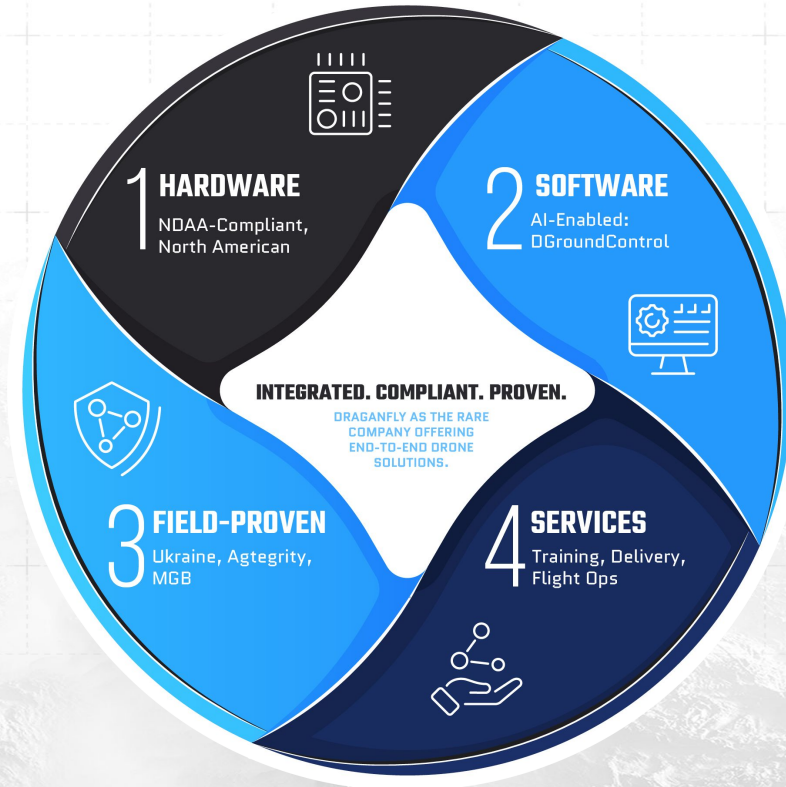 1 HARDWARE
NDAA-Compliant,
North American
2 SOFTWARE
AI-Enabled:
DGroundControl
INTEGRATED. COMPLIANT. PROVEN.
DRAGANFLY AS THE RARE
COMPANY OFFERING
END-TO-END DRONE
SOLUTIONS.
3 FIELD-PROVEN
Ukraine, Agtegrity,
MGB
4 SERVICES
Training, Delivery,
Flight Ops